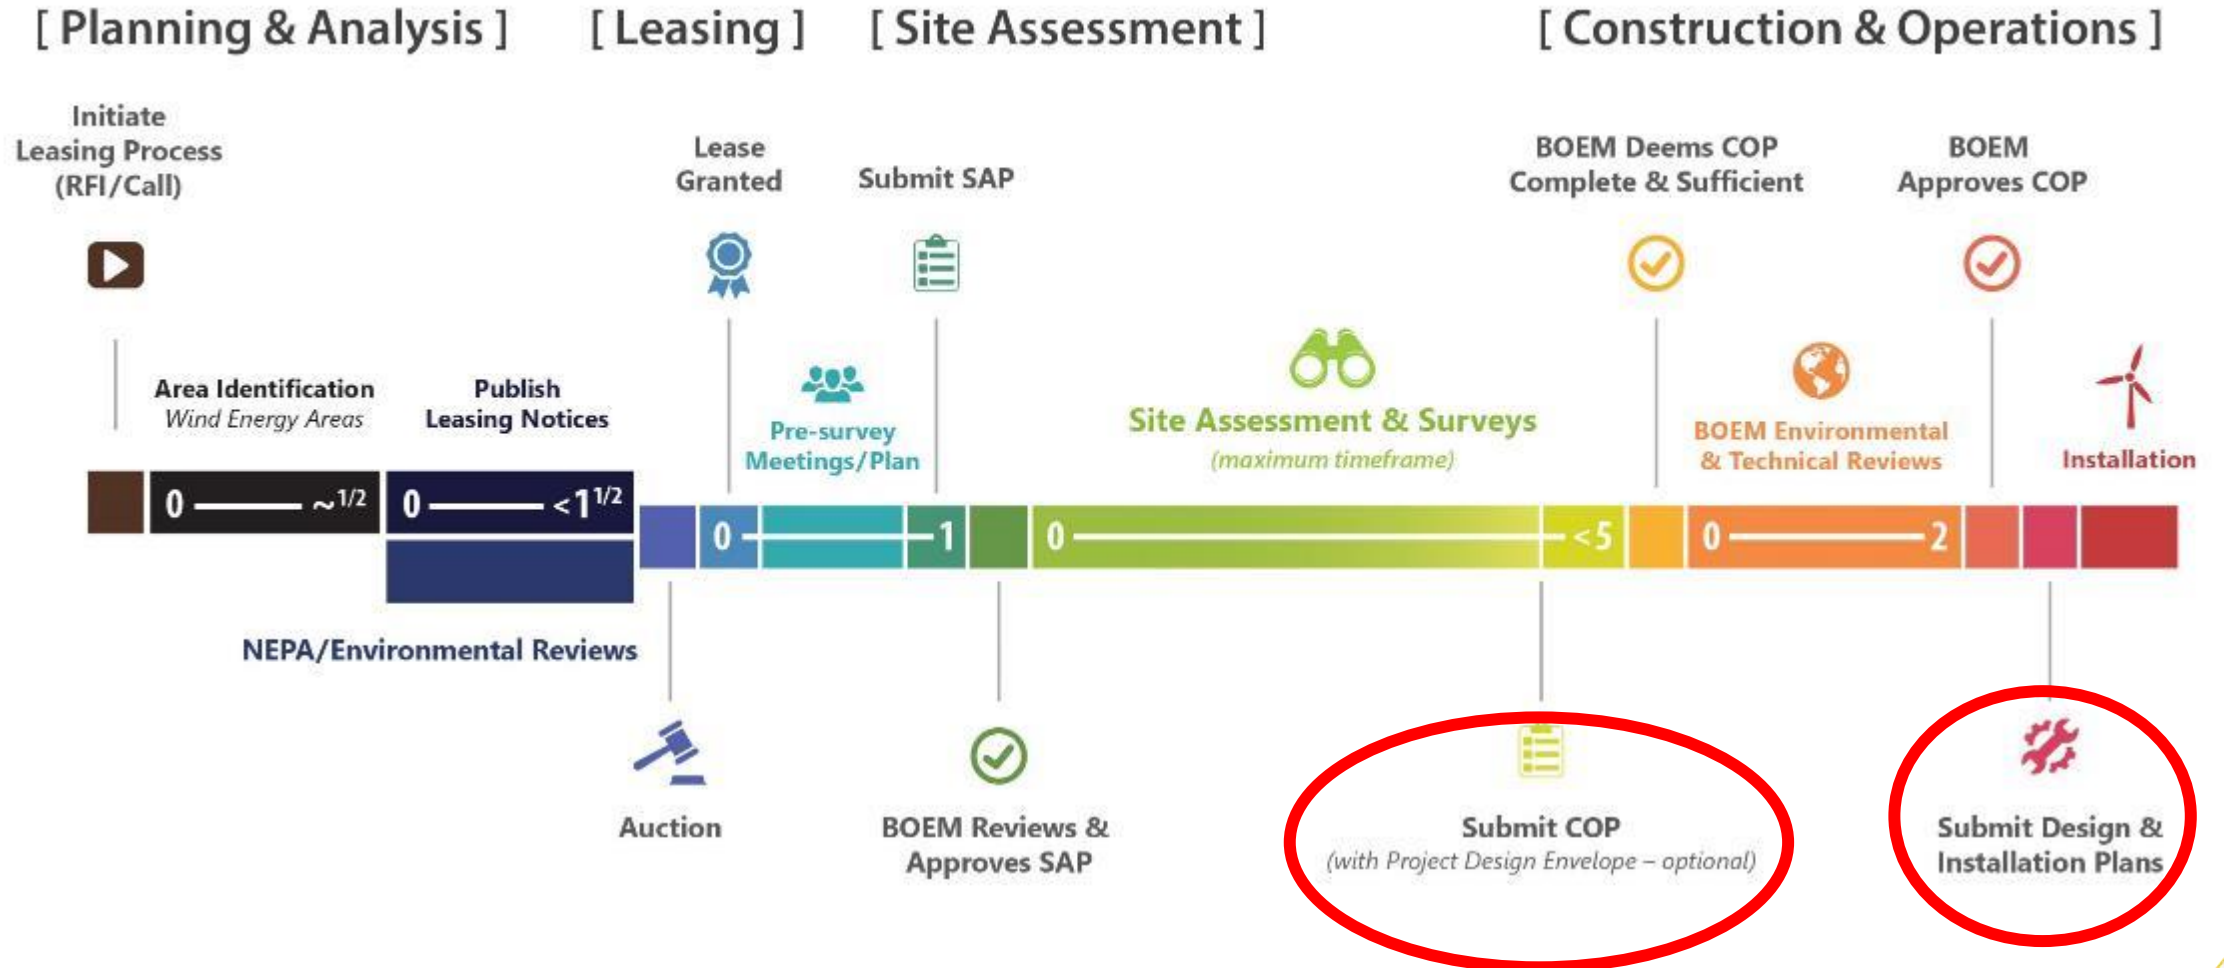 [ Planning & Analysis ]
[ Leasing ]
[ Site Assessment ]
[ Construction & Operations ]
Initiate
Leasing Process
(RFI/Call)
Lease
Granted
Submit SAP
BOEM Deems COP
Complete & Sufficient
BOEM
Approves COP
Area Identification
Wind Energy Areas
Publish
Leasing Notices
Pre-survey
Meetings/Plan
Site Assessment & Surveys
(maximum timeframe)
BOEM Environmental
& Technical Reviews
Installation
0 ~1/2
0 <1 1/2
0 1
0 <5
0 2
NEPA/Environmental Reviews
Auction
BOEM Reviews &
Approves SAP
Submit COP
(with Project Design Envelope – optional)
Submit Design &
Installation Plans